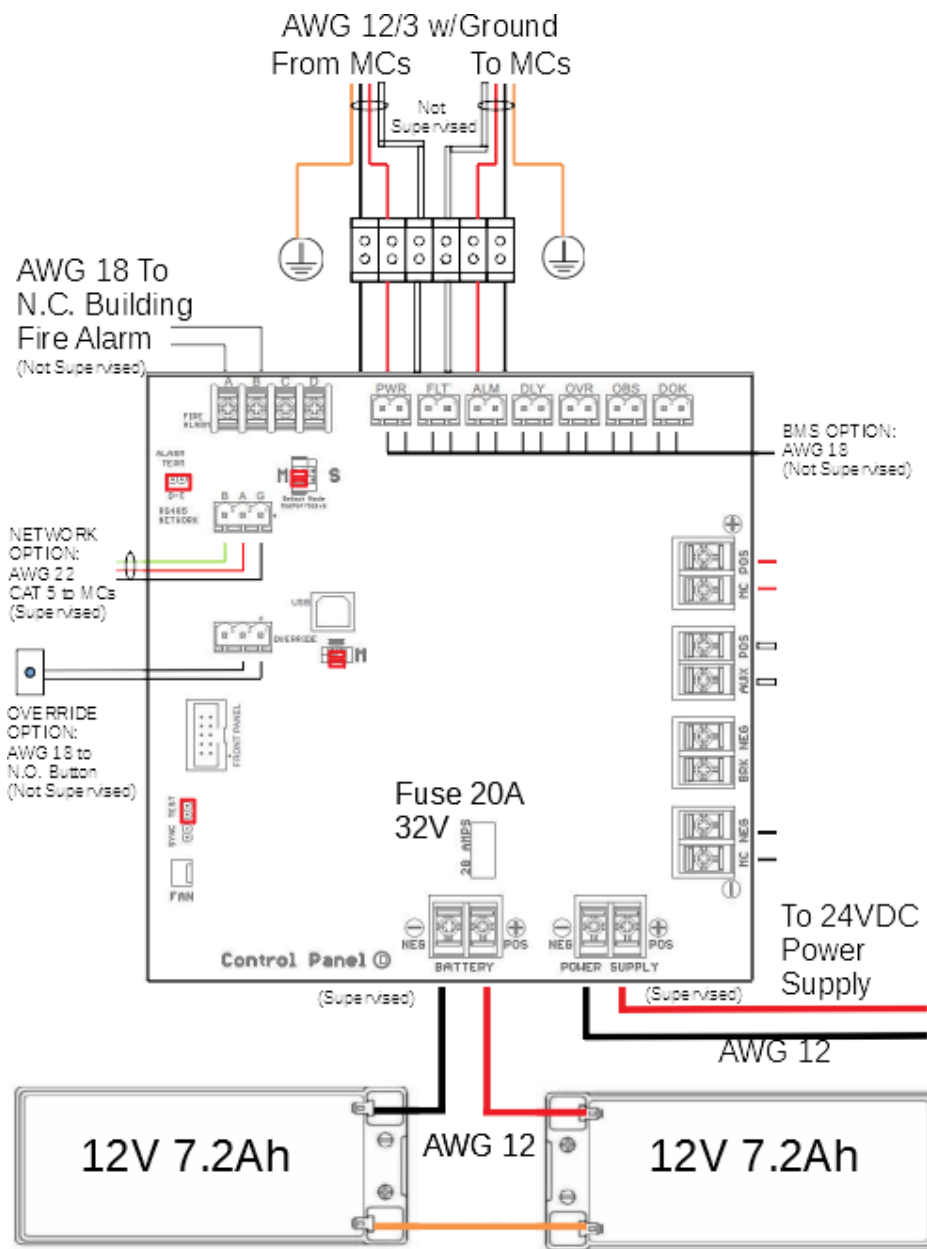 AWG 12/3 w/Ground
From MCs
To MCs
Not
Supervised
AWG 18 To
N.C. Building
Fire Alarm
(Not Supervised)
A B C D
FIRE
ALARM
PWR FLT ALM DLY OVR OBS DOK
BMS OPTION:
AWG 18
(Not Supervised)
ALARM
TERM
D-C
M S
Select Mode
B A G
RS485
NETWORK
NETWORK
OPTION:
AWG 22
CAT 5 to MCs
(Supervised)
USB
OVERRIDE
M
OVERRIDE
OPTION:
AWG 18 to
N.O. Button
(Not Supervised)
FRONT PANEL
SYNC TEST
FAN
MC POS
AUX POS
BRK NEG
MC NEG
Fuse 20A
32V
20 AMPS
NEG
POS
BATTERY
NEG
POS
POWER SUPPLY
Control Panel
(Supervised)
(Supervised)
To 24VDC
Power
Supply
AWG 12
12V 7.2Ah
AWG 12
12V 7.2Ah